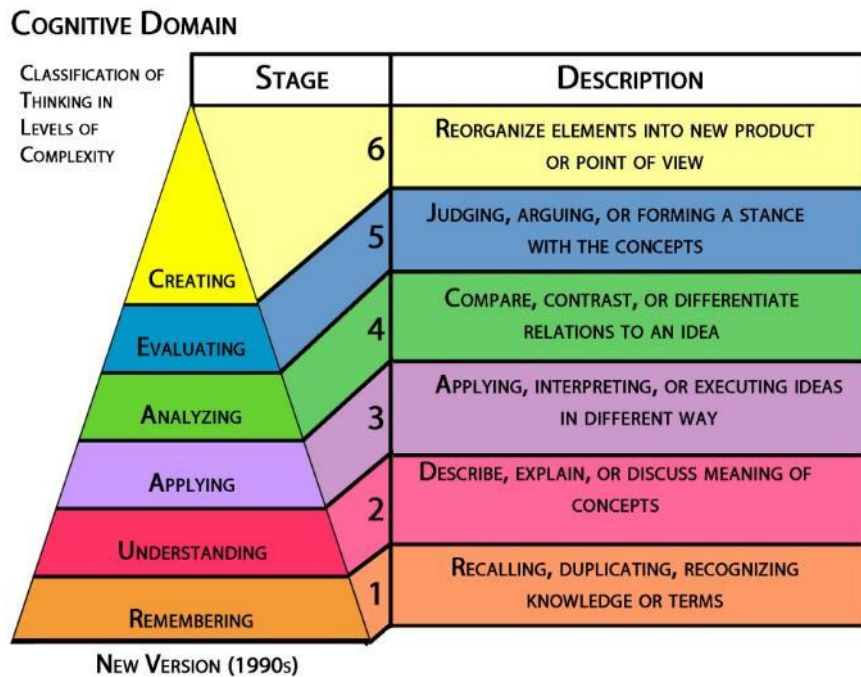 COGNITIVE DOMAIN
CLASSIFICATION OF
THINKING IN
LEVELS OF
COMPLEXITY
STAGE
DESCRIPTION
6
REORGANIZE ELEMENTS INTO NEW PRODUCT
OR POINT OF VIEW
5
JUDGING, ARGUING, OR FORMING A STANCE
WITH THE CONCEPTS
CREATING
4
COMPARE, CONTRAST, OR DIFFERENTIATE
RELATIONS TO AN IDEA
EVALUATING
3
APPLYING, INTERPRETING, OR EXECUTING IDEAS
IN DIFFERENT WAY
ANALYZING
2
DESCRIBE, EXPLAIN, OR DISCUSS MEANING OF
CONCEPTS
APPLYING
UNDERSTANDING
1
RECALLING, DUPLICATING, RECOGNIZING
KNOWLEDGE OR TERMS
REMEMBERING
NEW VERSION (1990S)